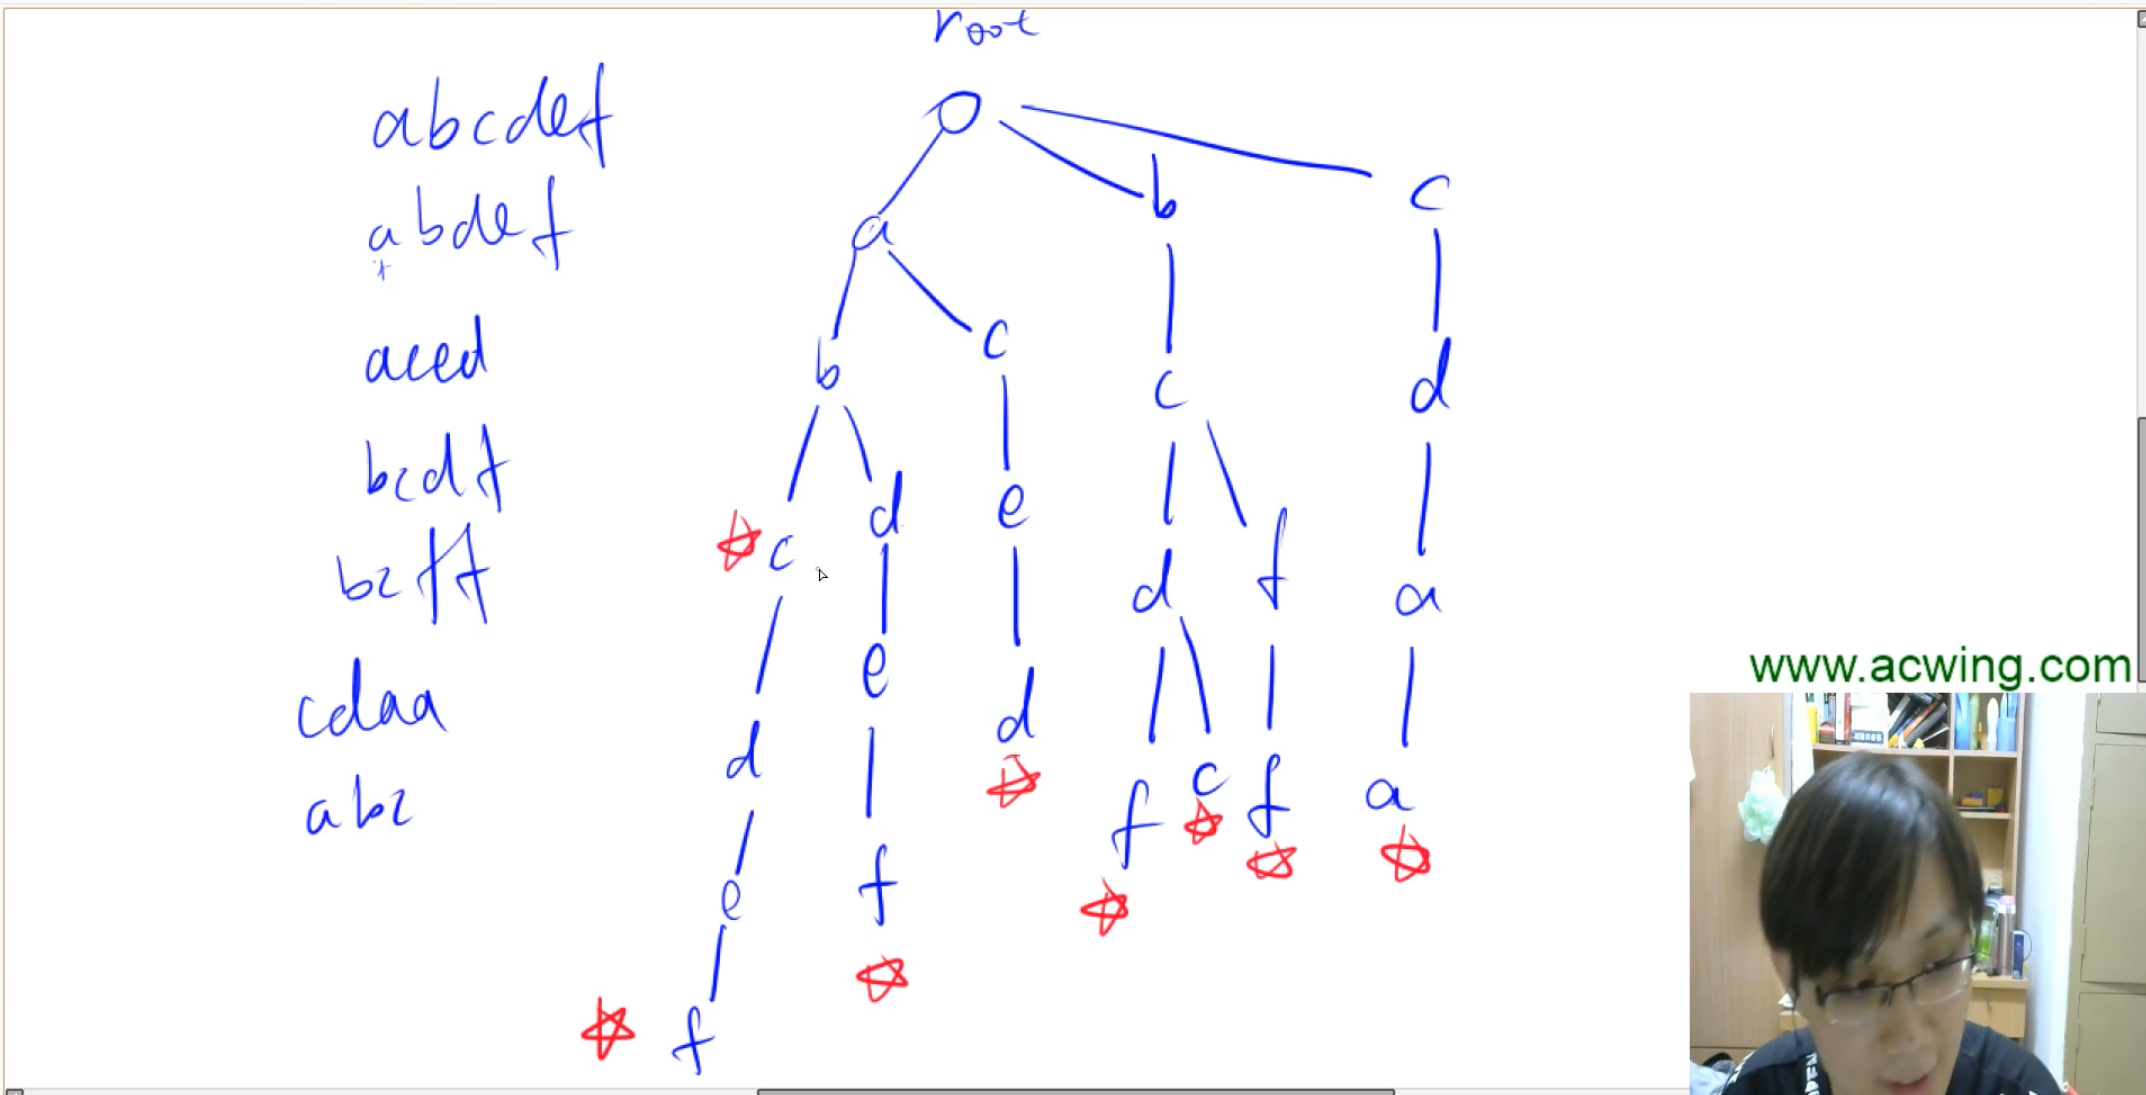 root
abcdef
abdef
aced
bcdf
bcff
cdaa
abc
a b c
b c c d
c d e d f a
d e d f c f a
e f
f
www.acwing.com